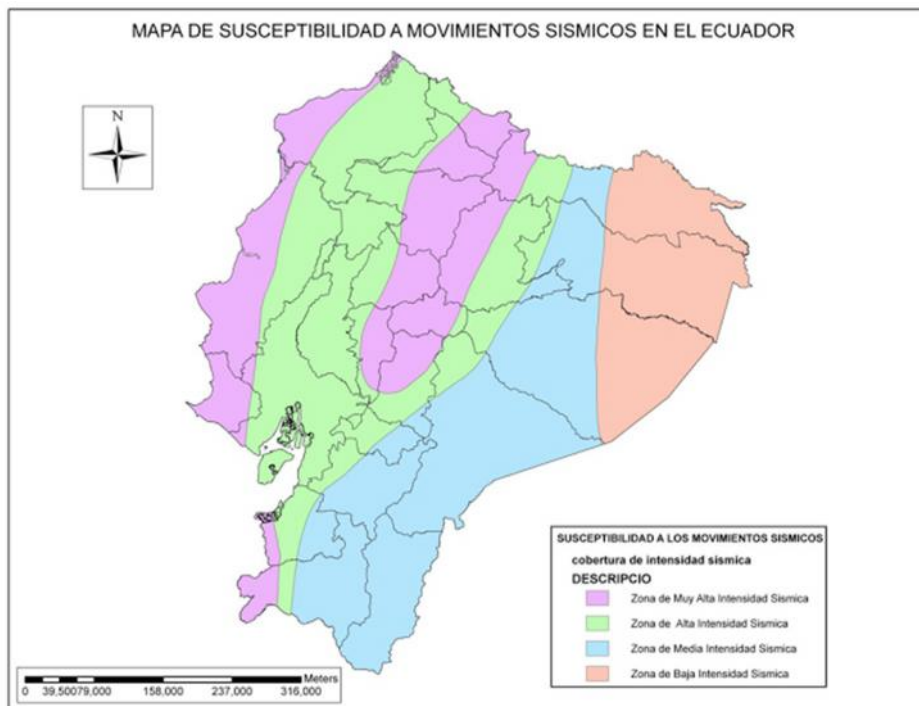 MAPA DE SUSCEPTIBILIDAD A MOVIMIENTOS SISMICOS EN EL ECUADOR
N
SUSCEPTIBILIDAD A LOS MOVIMIENTOS SISMICOS
cobertura de intensidad sismica
DESCRIPCIO
Zona de Muy Alta Intensidad Sismica
Zona de Alta Intensidad Sismica
Zona de Media Intensidad Sismica
Zona de Baja Intensidad Sismica
Meters
0 39,50079,000 158,000 237,000 316,000